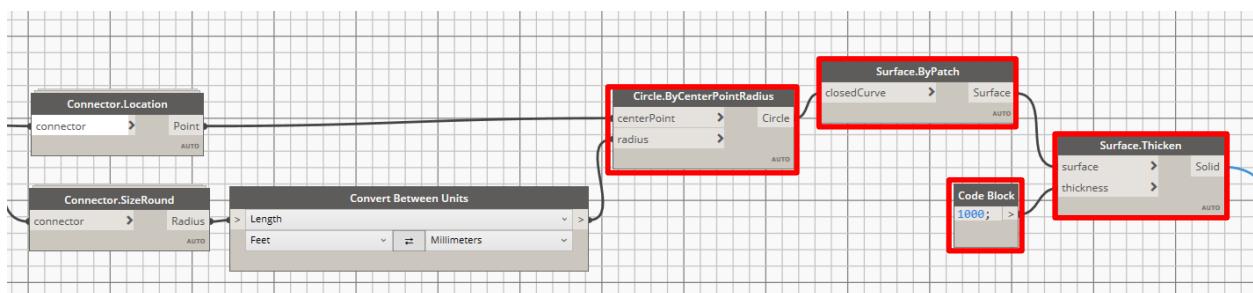 Connector.Location
connector > Point
AUTO
Connector.SizeRound
connector > Radius
AUTO
Convert Between Units
> Length >
Feet ⇄ Millimeters
Circle.ByCenterPointRadius
centerPoint > Circle
radius >
AUTO
Surface.ByPatch
closedCurve > Surface
AUTO
Code Block
1000; >
Surface.Thicken
surface > Solid
thickness >
AUTO